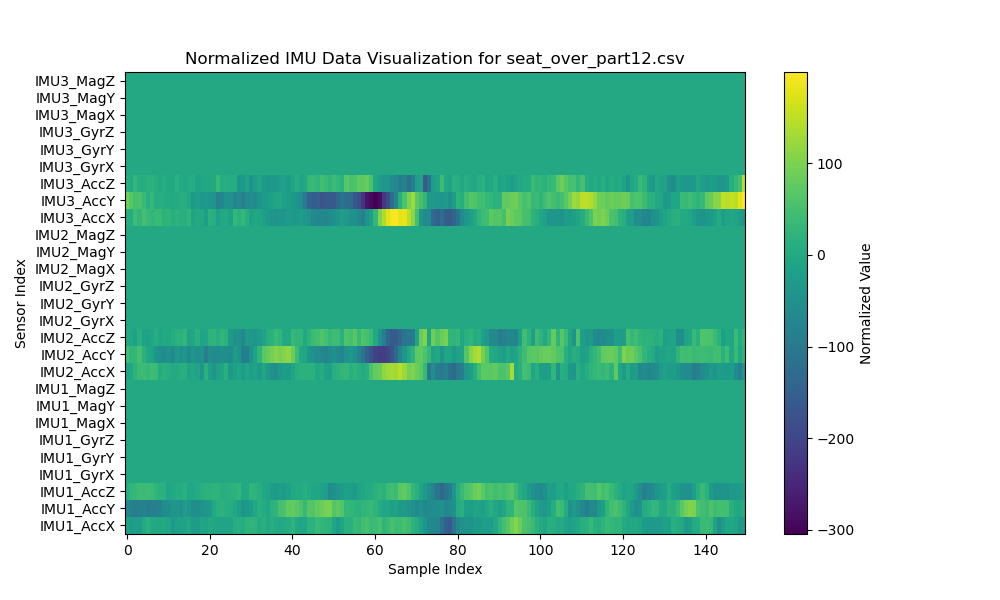 Normalized IMU Data Visualization for seat_over_part12.csv
IMU3_MagZ
IMU3_MagY
IMU3_MagX
IMU3_GyrZ
IMU3_GyrY
IMU3_GyrX
IMU3_AccZ
IMU3_AccY
IMU3_AccX
IMU2_MagZ
IMU2_MagY
IMU2_MagX
IMU2_GyrZ
IMU2_GyrY
IMU2_GyrX
IMU2_AccZ
IMU2_AccY
IMU2_AccX
IMU1_MagZ
IMU1_MagY
IMU1_MagX
IMU1_GyrZ
IMU1_GyrY
IMU1_GyrX
IMU1_AccZ
IMU1_AccY
IMU1_AccX
Sensor Index
0 20 40 60 80 100 120 140
Sample Index
100
0
−100
−200
−300
Normalized Value